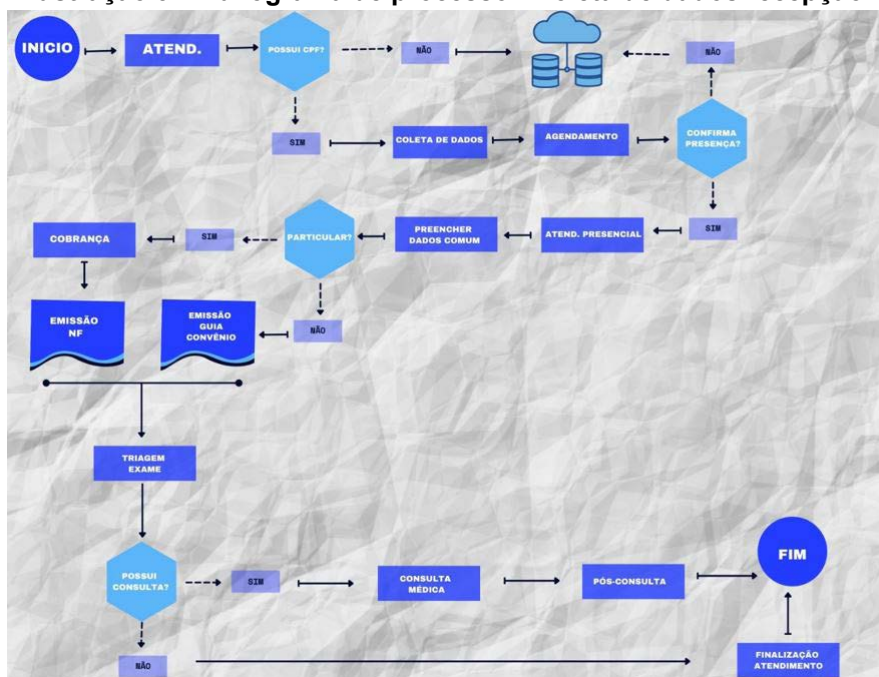 INICIO
ATEND.
POSSUI CPF?
NÃO
NÃO
SIM
COLETA DE DADOS
AGENDAMENTO
CONFIRMA
PRESENÇA?
COBRANÇA
SIM
PARTICULAR?
PREENCHER
DADOS COMUM
ATEND. PRESENCIAL
SIM
EMISSÃO
NF
EMISSÃO
GUIA
CONVÊNIO
NÃO
TRIAGEM
EXAME
POSSUI
CONSULTA?
SIM
CONSULTA
MÉDICA
PÓS-CONSULTA
FIM
NÃO
FINALIZAÇÃO
ATENDIMENTO